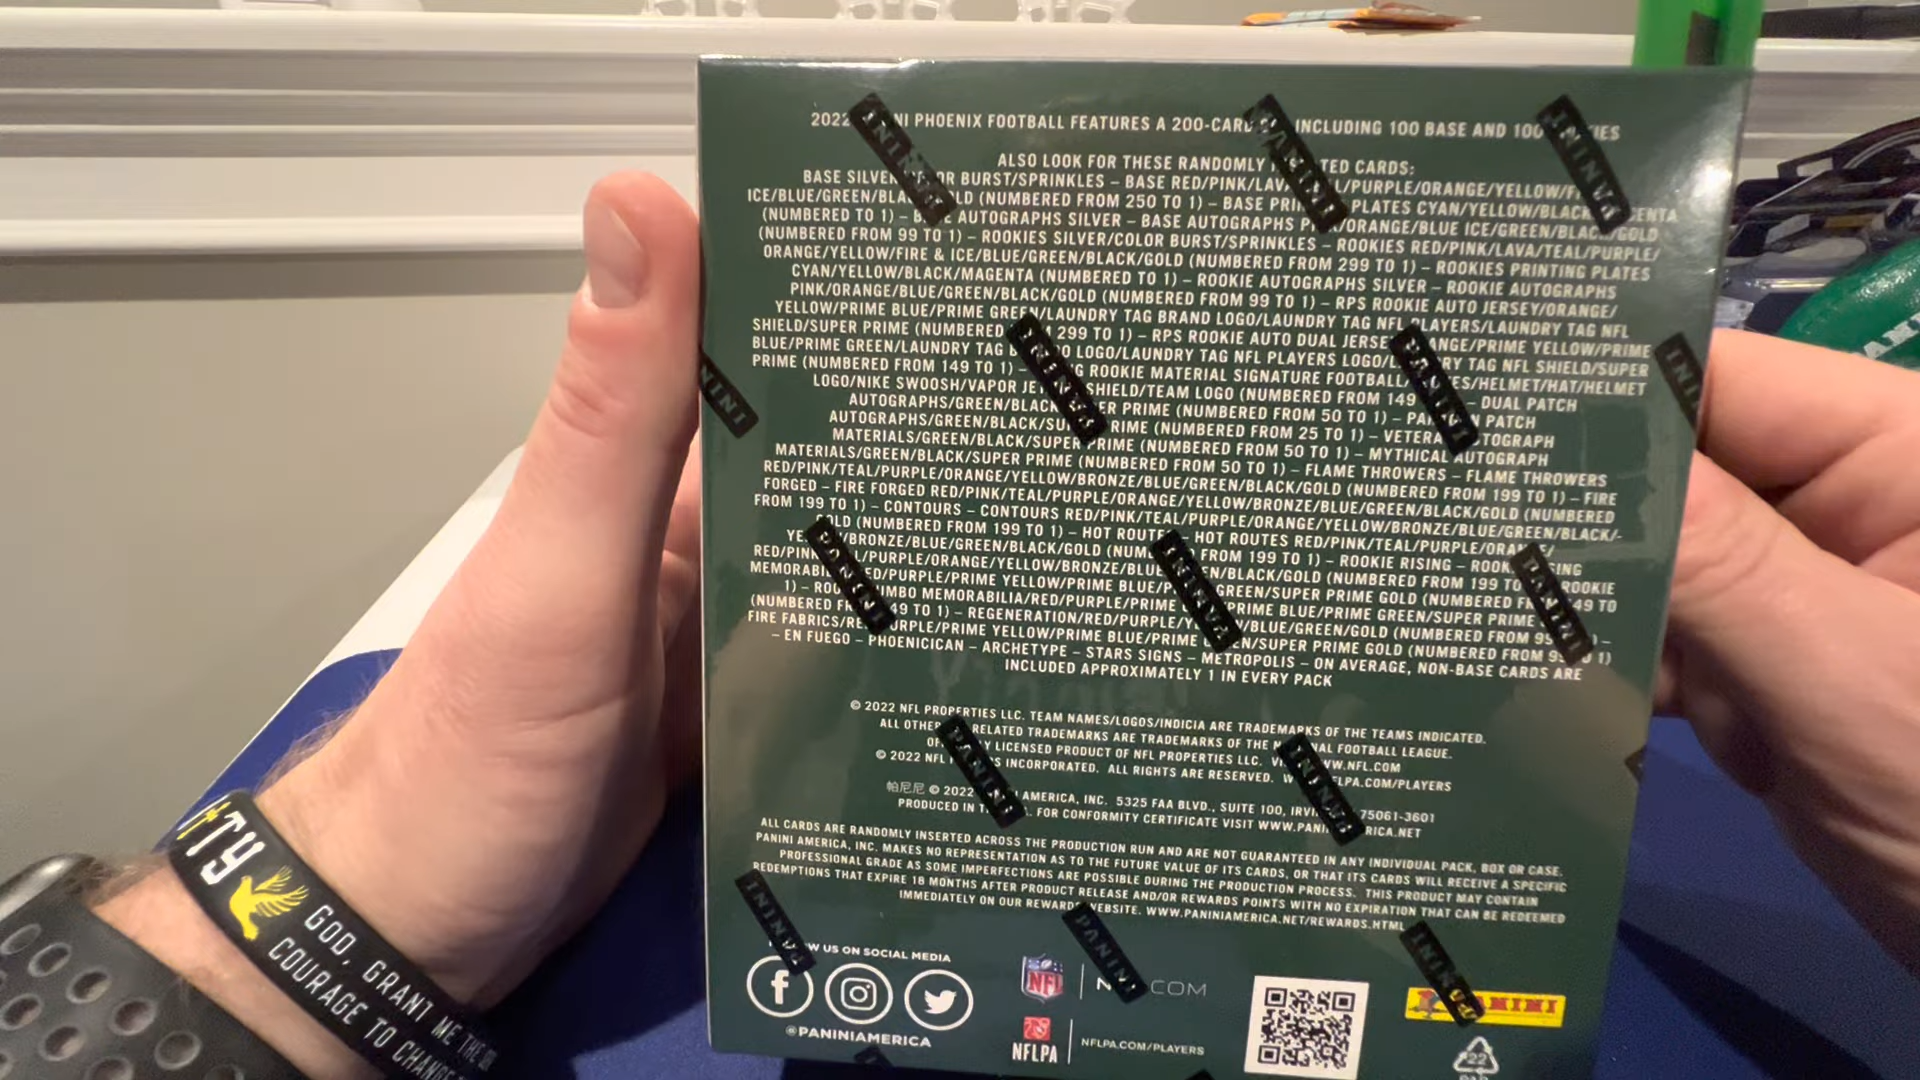 2022 PHOENIX FOOTBALL FEATURES A 200-CARD INCLUDING 100 BASE AND 100
ALSO LOOK FOR THESE RANDOMLY CARDS:
BASE SILVER BURST/SPRINKLES – BASE RED/PINK/LAVA/TEAL/PURPLE/ORANGE/YELLOW/
ICE/BLUE/GREEN/BLACK/GOLD (NUMBERED FROM 250 TO 1) – BASE PLATES CYAN/YELLOW/BLACK/MAGENTA
(NUMBERED TO 1) – BASE AUTOGRAPHS SILVER – BASE AUTOGRAPHS PINK/ORANGE/BLUE ICE/GREEN/BLACK/GOLD
(NUMBERED FROM 99 TO 1) – ROOKIES SILVER/COLOR BURST/SPRINKLES – ROOKIES RED/PINK/LAVA/TEAL/PURPLE/
ORANGE/YELLOW/FIRE & ICE/BLUE/GREEN/BLACK/GOLD (NUMBERED FROM 299 TO 1) – ROOKIES PRINTING PLATES
CYAN/YELLOW/BLACK/MAGENTA (NUMBERED TO 1) – ROOKIE AUTOGRAPHS SILVER – ROOKIE AUTOGRAPHS
PINK/ORANGE/BLUE/GREEN/BLACK/GOLD (NUMBERED FROM 99 TO 1) – RPS ROOKIE AUTO JERSEY/ORANGE/
YELLOW/PRIME BLUE/PRIME GREEN/LAUNDRY TAG BRAND LOGO/LAUNDRY TAG NFL PLAYERS/LAUNDRY TAG NFL
SHIELD/SUPER PRIME (NUMBERED FROM 299 TO 1) – RPS ROOKIE AUTO DUAL JERSEY/ORANGE/PRIME YELLOW/PRIME
BLUE/PRIME GREEN/LAUNDRY TAG LOGO/LAUNDRY TAG NFL PLAYERS LOGO/LAUNDRY TAG NFL SHIELD/SUPER
PRIME (NUMBERED FROM 149 TO 1) – ROOKIE MATERIAL SIGNATURE FOOTBALL/ /HELMET/HAT/HELMET
LOGO/NIKE SWOOSH/VAPOR SHIELD/TEAM LOGO (NUMBERED FROM 149 – DUAL PATCH
AUTOGRAPHS/GREEN/BLACK/SUPER PRIME (NUMBERED FROM 50 TO 1) – PATCH
AUTOGRAPHS/GREEN/BLACK/SUPER PRIME (NUMBERED FROM 25 TO 1) – VETERAN AUTOGRAPH
MATERIALS/GREEN/BLACK/SUPER PRIME (NUMBERED FROM 50 TO 1) – MYTHICAL AUTOGRAPH
MATERIALS/GREEN/BLACK/SUPER PRIME (NUMBERED FROM 50 TO 1) – FLAME THROWERS – FLAME THROWERS
RED/PINK/TEAL/PURPLE/ORANGE/YELLOW/BRONZE/BLUE/GREEN/BLACK/GOLD (NUMBERED FROM 199 TO 1) – FIRE
FORGED – FIRE FORGED RED/PINK/TEAL/PURPLE/ORANGE/YELLOW/BRONZE/BLUE/GREEN/BLACK/GOLD (NUMBERED
FROM 199 TO 1) – CONTOURS – CONTOURS RED/PINK/TEAL/PURPLE/ORANGE/YELLOW/BRONZE/BLUE/GREEN/BLACK/-
GOLD (NUMBERED FROM 199 TO 1) – HOT ROUTES – HOT ROUTES RED/PINK/TEAL/PURPLE/ORANGE/
YELLOW/BRONZE/BLUE/GREEN/BLACK/GOLD (NUMBERED FROM 199 TO 1) – ROOKIE RISING – ROOKIE RISING
RED/PINK/TEAL/PURPLE/ORANGE/YELLOW/BRONZE/BLUE/GREEN/BLACK/GOLD (NUMBERED FROM 199 TO ROOKIE
MEMORABILIA/RED/PURPLE/PRIME YELLOW/PRIME BLUE/PRIME GREEN/SUPER PRIME GOLD (NUMBERED FROM 49 TO
1) – ROOKIE JUMBO MEMORABILIA/RED/PURPLE/PRIME PRIME BLUE/PRIME GREEN/SUPER PRIME
(NUMBERED FROM 49 TO 1) – REGENERATION/RED/PURPLE/YELLOW/BLUE/GREEN/GOLD (NUMBERED FROM 99 –
FIRE FABRICS/RED/PURPLE/PRIME YELLOW/PRIME BLUE/PRIME GREEN/SUPER PRIME GOLD (NUMBERED FROM 99 TO 1)
– EN FUEGO – PHOENICICAN – ARCHETYPE – STARS SIGNS – METROPOLIS – ON AVERAGE, NON-BASE CARDS ARE
INCLUDED APPROXIMATELY 1 IN EVERY PACK
© 2022 NFL PROPERTIES LLC. TEAM NAMES/LOGOS/INDICIA ARE TRADEMARKS OF THE TEAMS INDICATED.
ALL OTHER RELATED TRADEMARKS ARE TRADEMARKS OF THE NATIONAL FOOTBALL LEAGUE.
OFFICIALLY LICENSED PRODUCT OF NFL PROPERTIES LLC. WWW.NFL.COM
© 2022 NFL INCORPORATED. ALL RIGHTS ARE RESERVED. WWW.NFLPA.COM/PLAYERS
帕尼尼 © 2022 AMERICA, INC. 5325 FAA BLVD., SUITE 100, 75061-3601
PRODUCED IN FOR CONFORMITY CERTIFICATE VISIT WWW.PANINIAMERICA.NET
ALL CARDS ARE RANDOMLY INSERTED ACROSS THE PRODUCTION RUN AND ARE NOT GUARANTEED IN ANY INDIVIDUAL PACK, BOX OR CASE.
PANINI AMERICA, INC. MAKES NO REPRESENTATION AS TO THE FUTURE VALUE OF ITS CARDS, OR THAT ITS CARDS WILL RECEIVE A SPECIFIC
PROFESSIONAL GRADE AS SOME IMPERFECTIONS ARE POSSIBLE DURING THE PRODUCTION PROCESS. THIS PRODUCT MAY CONTAIN
REDEMPTIONS THAT EXPIRE 18 MONTHS AFTER PRODUCT RELEASE AND/OR REWARDS POINTS WITH NO EXPIRATION THAT CAN BE REDEEMED
IMMEDIATELY ON OUR REWARDS WEBSITE. WWW.PANINIAMERICA.NET/REWARDS.HTML
US ON SOCIAL MEDIA
@PANINIAMERICA
NFL
.COM
NFLPA
NFLPA.COM/PLAYERS
PANINI
22
PAP
TTY
GOD, GRANT ME THE
COURAGE TO CHANGE